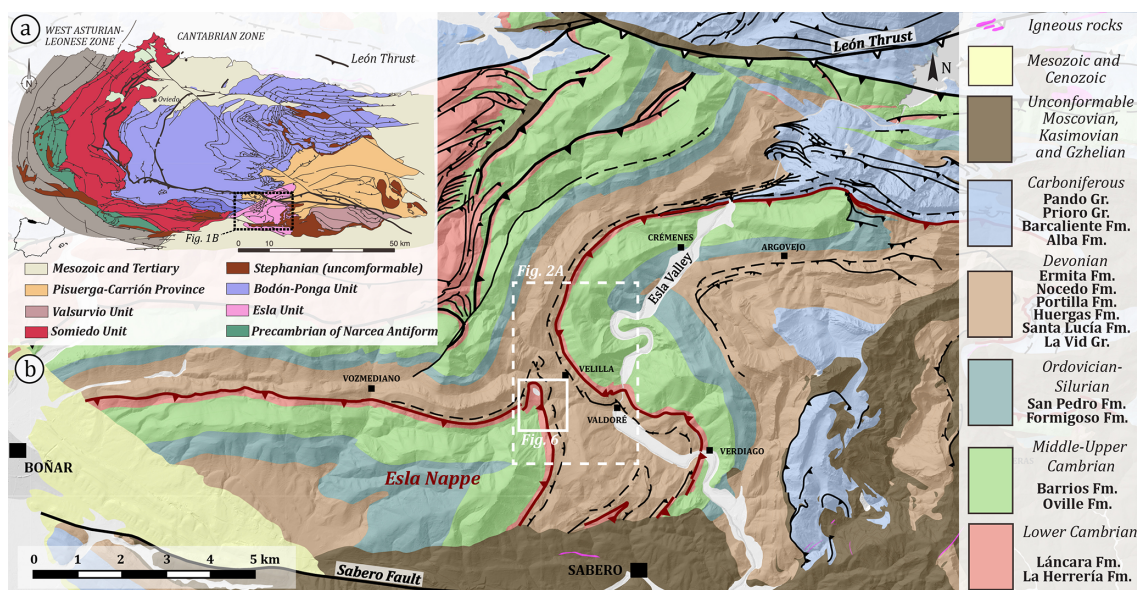 a
WEST ASTURIAN-
LEONESE ZONE
CANTABRIAN ZONE
León Thrust
N
Oviedo
Fig. 1B
0 10 50 km
Mesozoic and Tertiary
Pisuerga-Carrión Province
Valsurvio Unit
Somiedo Unit
Stephanian (uncomformable)
Bodón-Ponga Unit
Esla Unit
Precambrian of Narcea Antiform
b
León Thrust
N
CRÉMENES
ARGOVEJO
Esla Valley
Fig. 2A
VOZMEDIANO
VELILLA
VALDORÉ
Fig. 6
VERDIAGO
BOÑAR
Esla Nappe
0 1 2 3 4 5 km
Sabero Fault
SABERO
Igneous rocks
Mesozoic and
Cenozoic
Unconformable
Moscovian,
Kasimovian
and Gzhelian
Carboniferous
Pando Gr.
Prioro Gr.
Barcaliente Fm.
Alba Fm.
Devonian
Ermita Fm.
Nocedo Fm.
Portilla Fm.
Huergas Fm.
Santa Lucía Fm.
La Vid Gr.
Ordovician-
Silurian
San Pedro Fm.
Formigoso Fm.
Middle-Upper
Cambrian
Barrios Fm.
Oville Fm.
Lower Cambrian
Láncara Fm.
La Herrería Fm.